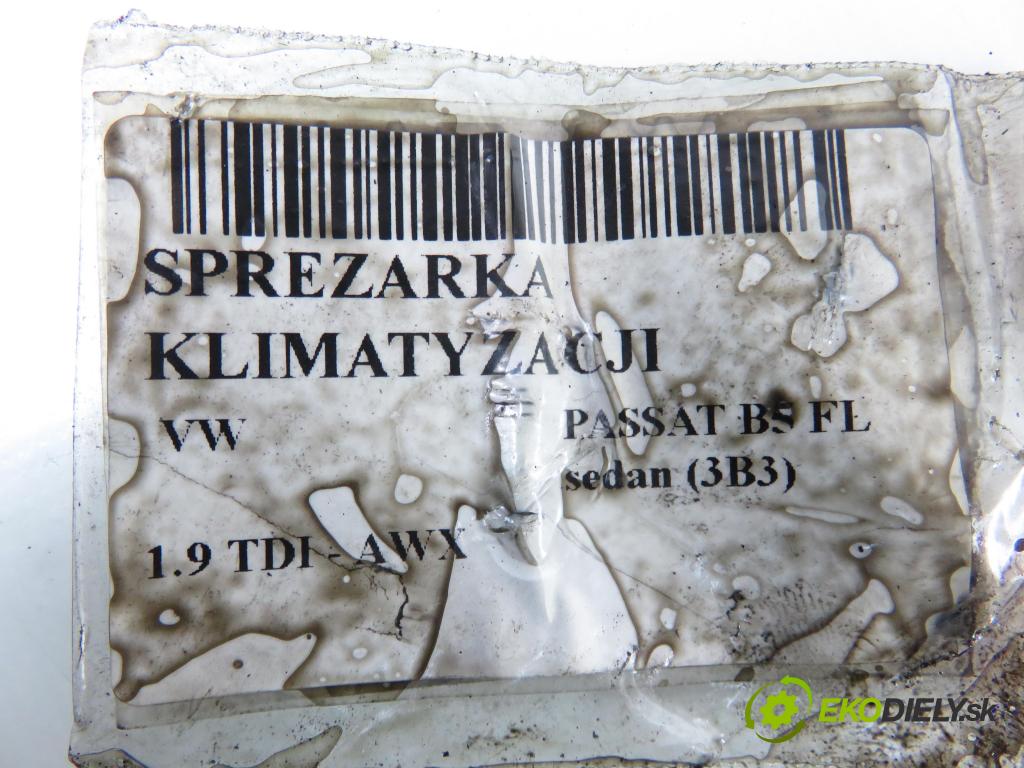 SPREZARKA
KLIMATYZACJI
VW
PASSAT B5 FL
sedan (3B3)
1.9 TDI - AWX
EKODIELY.sk